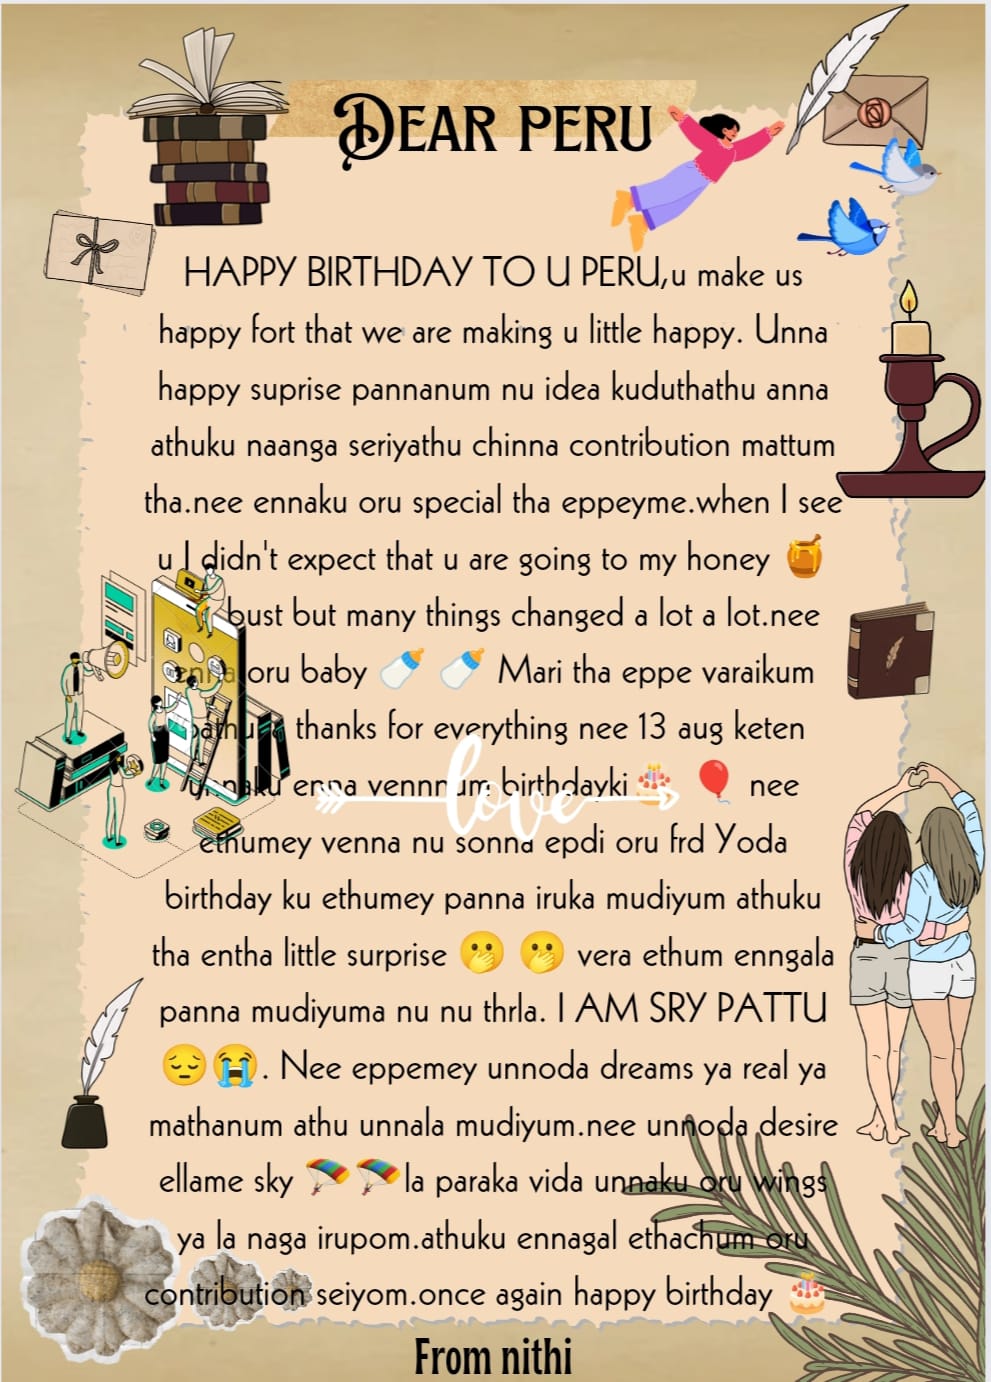 DEAR PERU
HAPPY BIRTHDAY TO U PERU,u make us
happy fort that we are making u little happy. Unna
happy suprise pannanum nu idea kuduthathu anna
athuku naanga seriyathu chinna contribution mattum
tha.nee ennaku oru special tha eppeyme.when I see
u I didn't expect that u are going to my honey 🍯
bust but many things changed a lot a lot.nee
enna oru baby 🍼 🍼 Mari tha eppe varaikum
thanks for everything nee 13 aug keten
unnaku enna vennnum birthdayki🎂 🎈 nee
love
ethumey venna nu sonna epdi oru frd Yoda
birthday ku ethumey panna iruka mudiyum athuku
tha entha little surprise 🫢 🫢 vera ethum enngala
panna mudiyuma nu nu thrla. I AM SRY PATTU
😔😭. Nee eppemey unnoda dreams ya real ya
mathanum athu unnala mudiyum.nee unnoda desire
ellame sky 🪂🪂la paraka vida unnaku oru wings
ya la naga irupom.athuku ennagal ethachum oru
contribution seiyom.once again happy birthday 🎂
From nithi